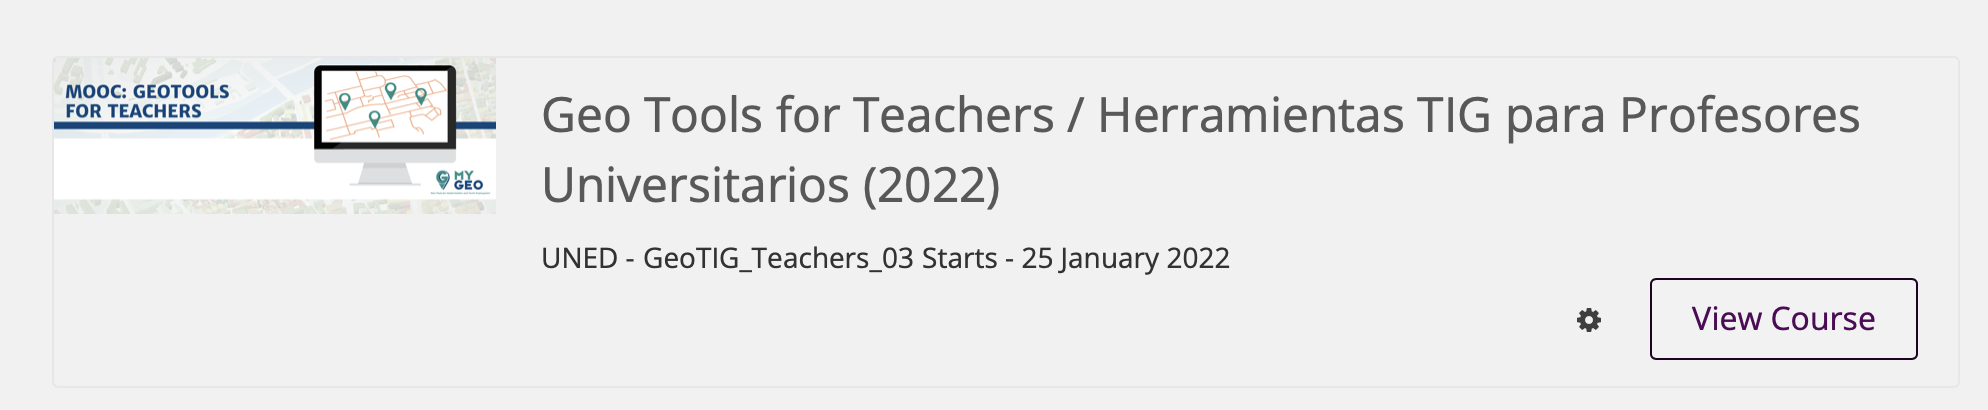 MOOC: GEOTOOLS
FOR TEACHERS
MY
GEO
Geo Tools for Teachers / Herramientas TIG para Profesores
Universitarios (2022)
UNED - GeoTIG_Teachers_03 Starts - 25 January 2022
View Course